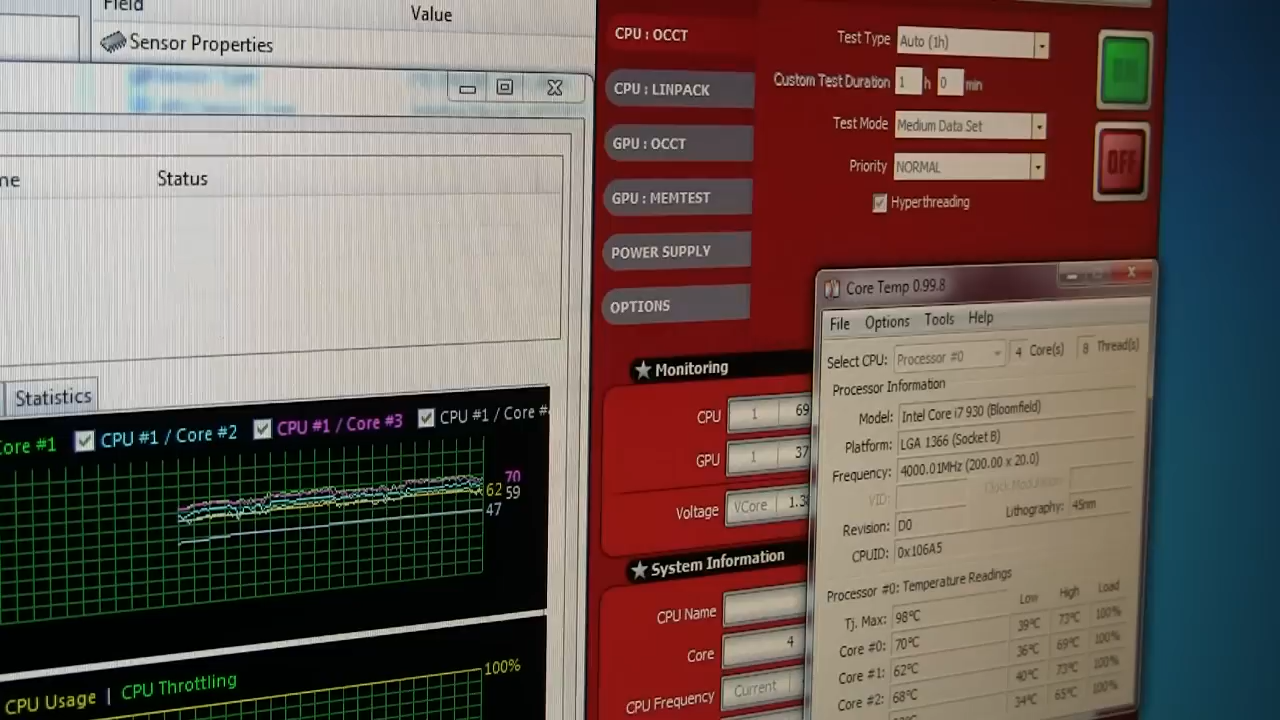 Field
Value
Sensor Properties
Status
Statistics
Core #1
CPU #1 / Core #2
CPU #1 / Core #3
CPU #1 / Core #
70
62
59
47
CPU Usage | CPU Throttling
100%
CPU : OCCT
CPU : LINPACK
GPU : OCCT
GPU : MEMTEST
POWER SUPPLY
OPTIONS
Test Type
Auto (1h)
Custom Test Duration
1 h 0 min
Test Mode
Medium Data Set
Priority
NORMAL
Hyperthreading
OFF
Monitoring
CPU 1 69
GPU 1 37
Voltage VCore 1.3
System Information
CPU Name
Core 4
CPU Frequency Current
Core Temp 0.99.8
File Options Tools Help
Select CPU: Processor #0 4 Core(s) 8 Thread(s)
Processor Information
Model: Intel Core i7 930 (Bloomfield)
Platform: LGA 1366 (Socket B)
Frequency: 4000.01MHz (200.00 x 20.0)
VID: Clock Modulation:
Revision: D0 Lithography: 45nm
CPUID: 0x106A5
Processor #0: Temperature Readings
Tj. Max: 98°C Low High Load
Core #0: 70°C 39°C 73°C 100%
Core #1: 62°C 36°C 69°C 100%
Core #2: 68°C 40°C 73°C 100%
34°C 65°C 100%